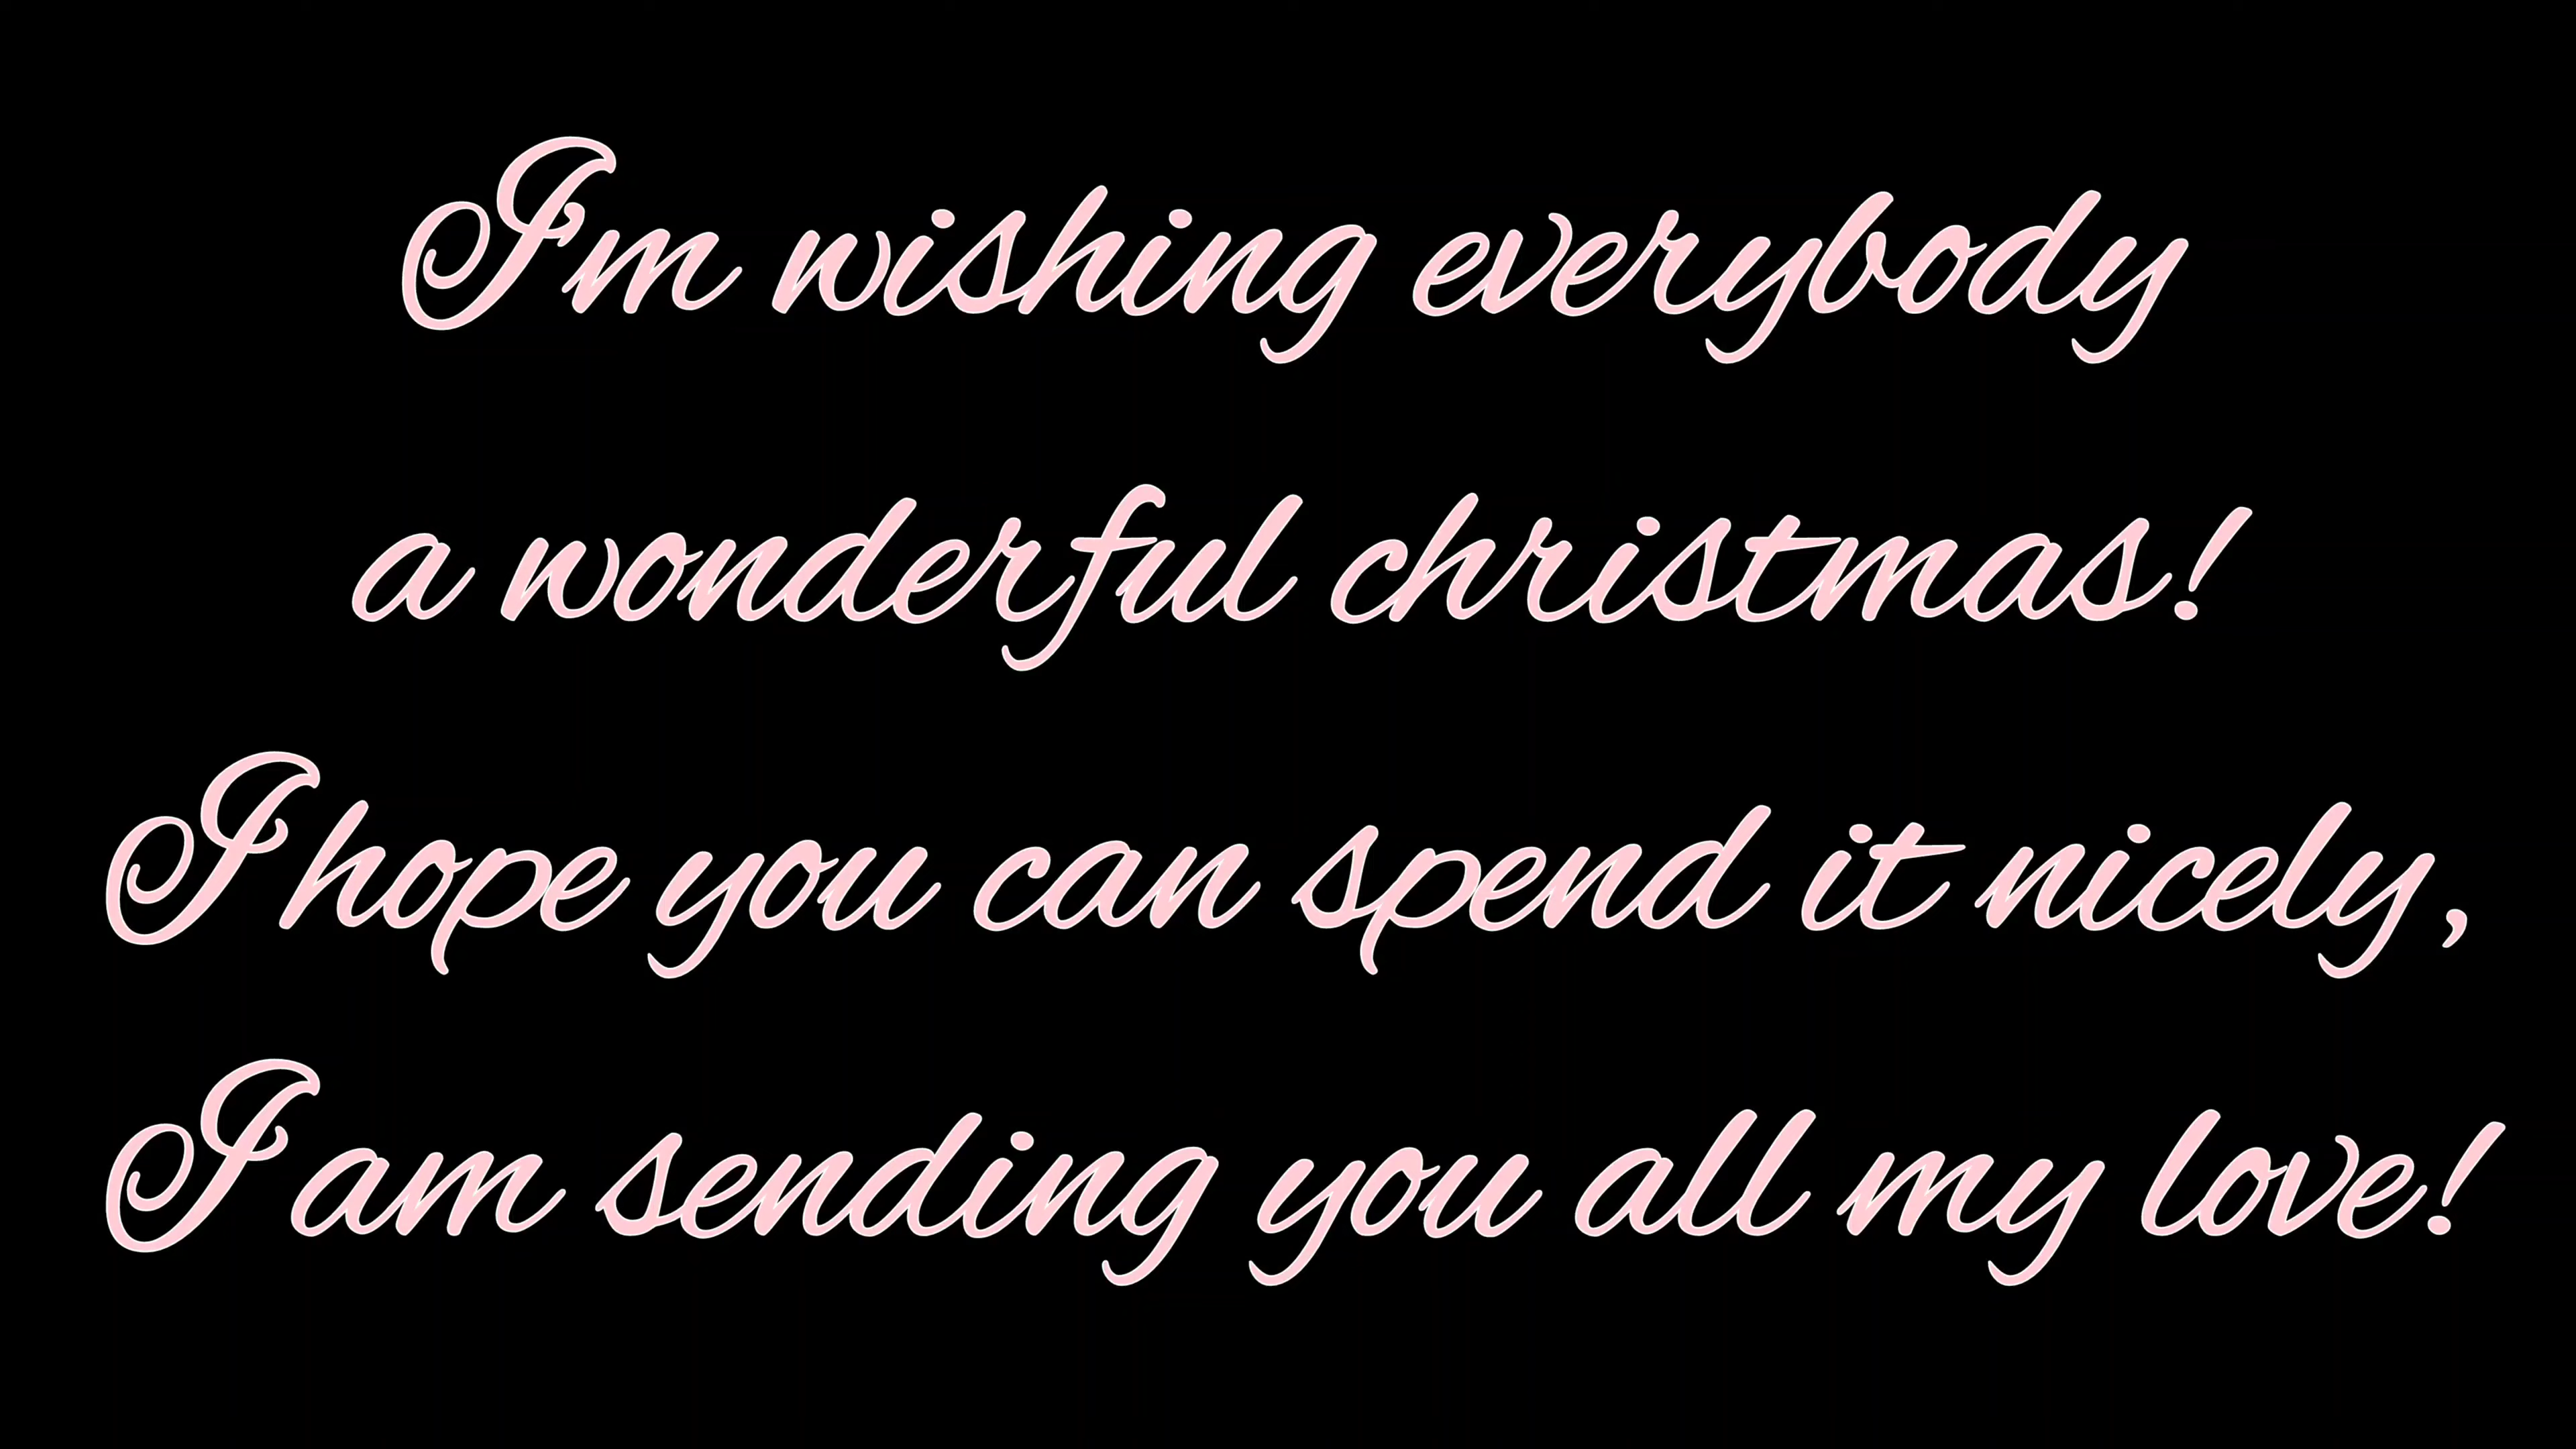 I'm wishing everybody
a wonderful christmas!
I hope you can spend it nicely,
I am sending you all my love!